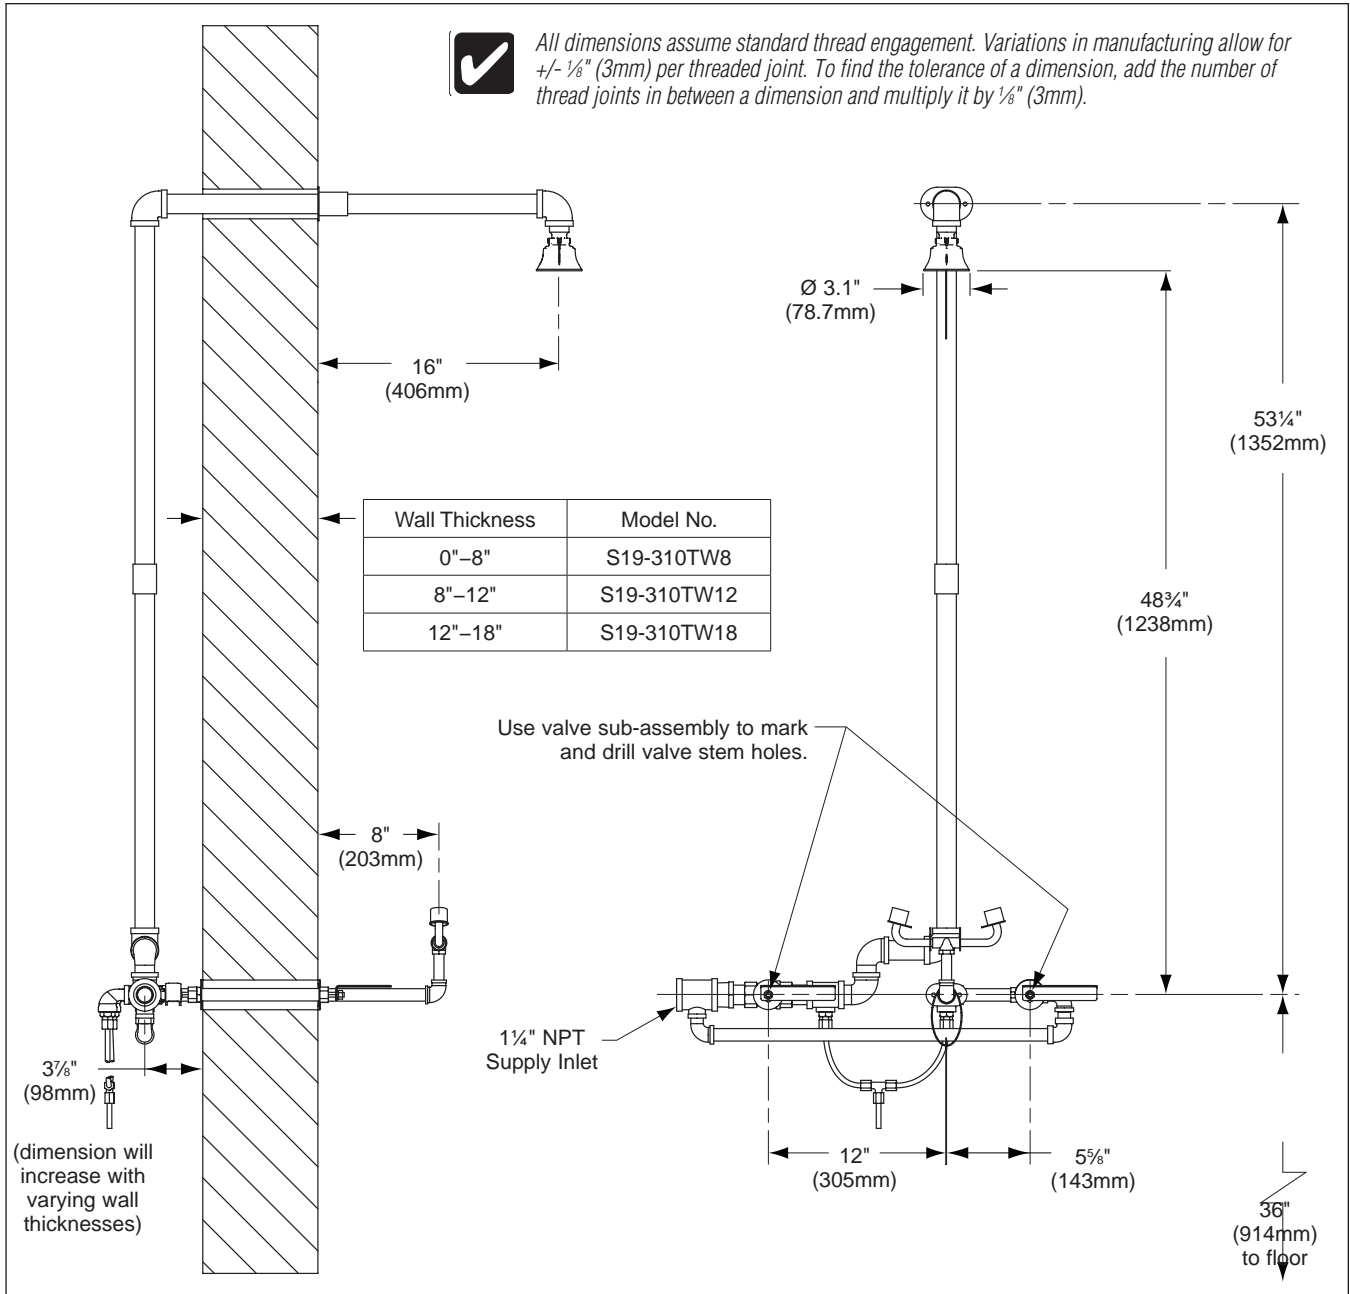 All dimensions assume standard thread engagement. Variations in manufacturing allow for
+/- ⅛" (3mm) per threaded joint. To find the tolerance of a dimension, add the number of
thread joints in between a dimension and multiply it by ⅛" (3mm).
Ø 3.1"
(78.7mm)
16"
(406mm)
53¼"
(1352mm)
Wall Thickness Model No.
0"–8" S19-310TW8
8"–12" S19-310TW12
12"–18" S19-310TW18
48¾"
(1238mm)
Use valve sub-assembly to mark
and drill valve stem holes.
8"
(203mm)
1¼" NPT
Supply Inlet
3⅞"
(98mm)
(dimension will
increase with
varying wall
thicknesses)
12"
(305mm)
5⅝"
(143mm)
36"
(914mm)
to floor